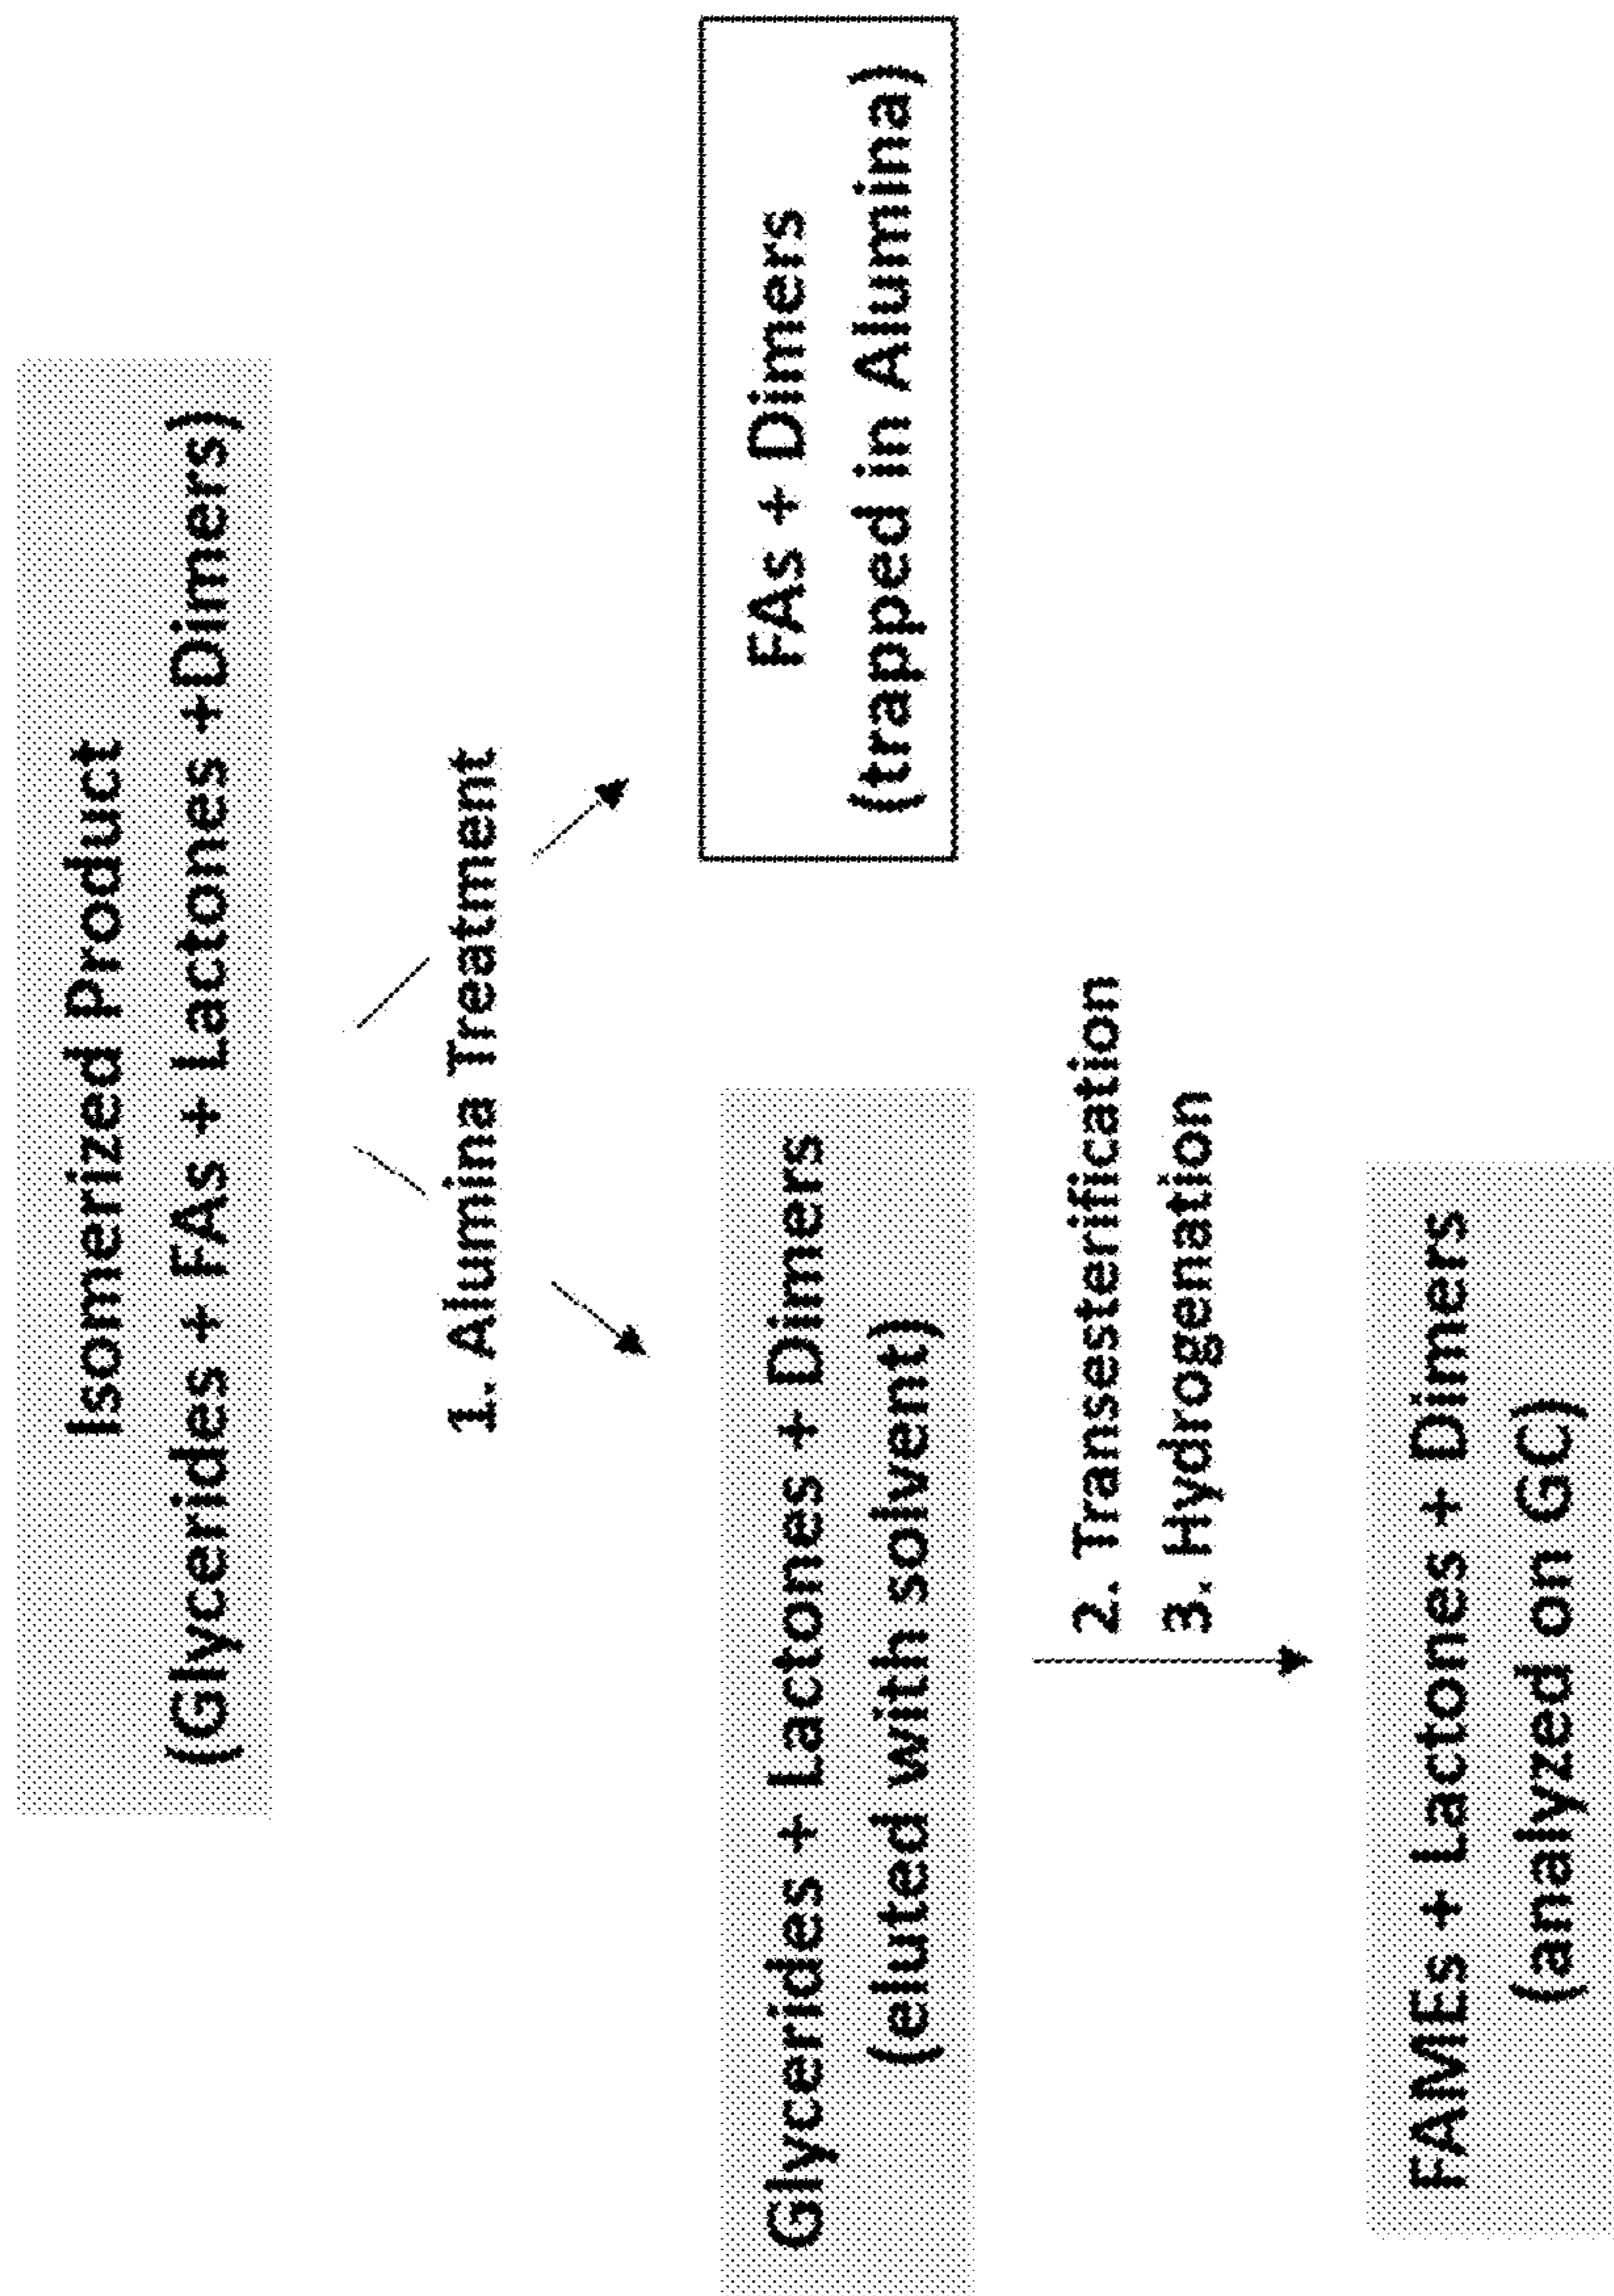 Isomerized Product
(Glycerides + FAs + Lactones +Dimers)
1. Alumina Treatment
Glycerides + Lactones + Dimers
(eluted with solvent)
FAs + Dimers
(trapped in Alumina)
2. Transesterification
3. Hydrogenation
FAMEs + Lactones + Dimers
(analyzed on GC)